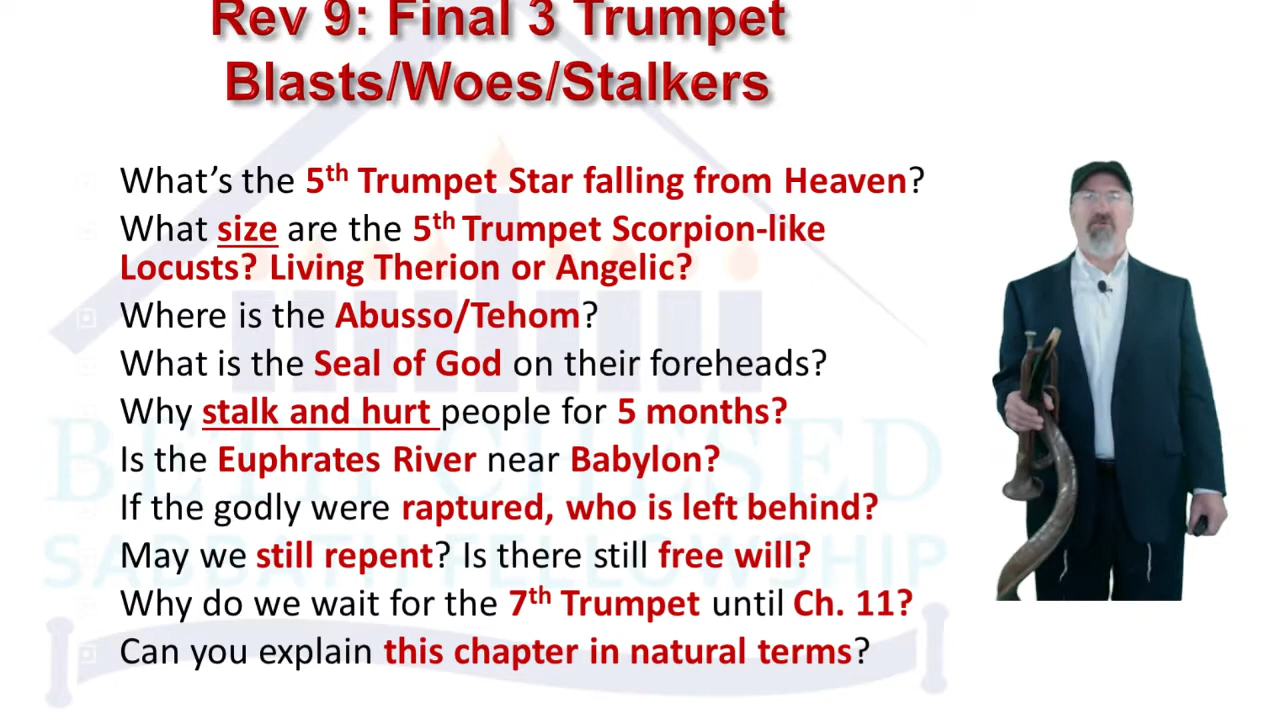 Rev 9: Final 3 Trumpet
Blasts/Woes/Stalkers
What's the 5th Trumpet Star falling from Heaven?
What size are the 5th Trumpet Scorpion-like
Locusts? Living Therion or Angelic?
Where is the Abusso/Tehom?
What is the Seal of God on their foreheads?
Why stalk and hurt people for 5 months?
Is the Euphrates River near Babylon?
If the godly were raptured, who is left behind?
May we still repent? Is there still free will?
Why do we wait for the 7th Trumpet until Ch. 11?
Can you explain this chapter in natural terms?
BETH CHESED
SABBATH FELLOWSHIP